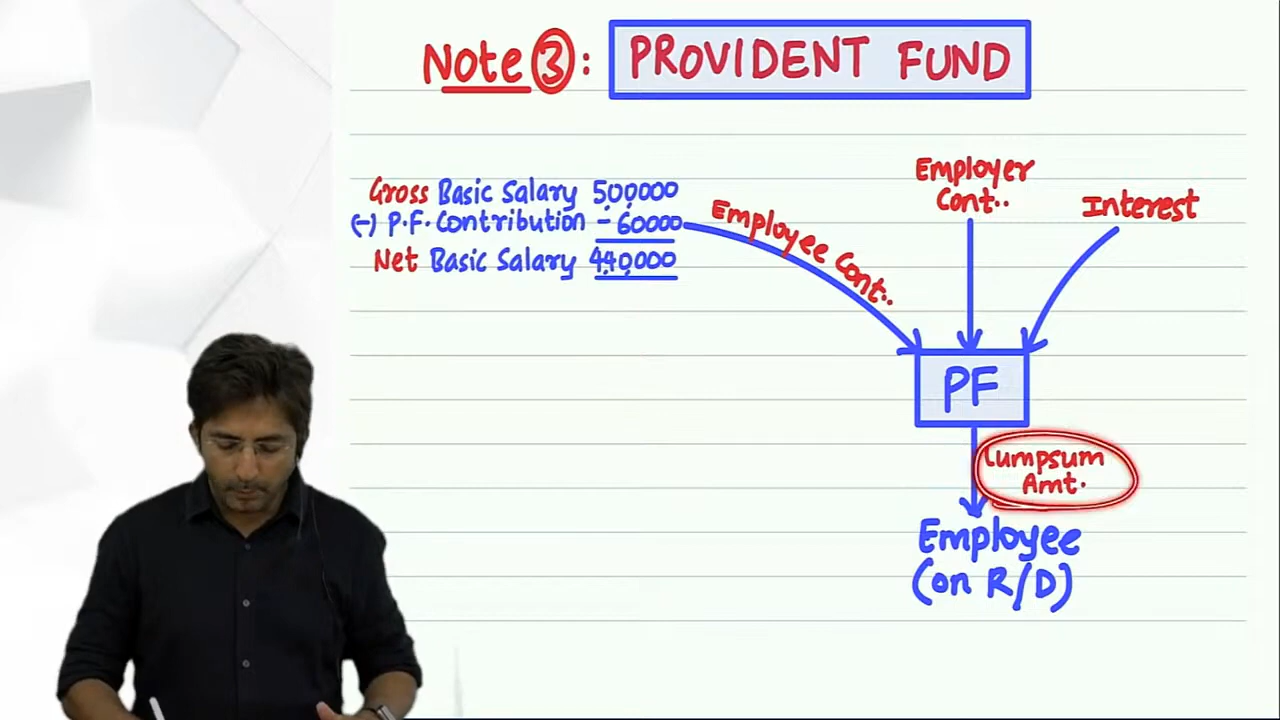 Note ③: PROVIDENT FUND
Gross Basic Salary 500000
(-) P.F. Contribution - 60000
Net Basic Salary 440000
Employee Cont..
Employer
Cont..
Interest
PF
Lumpsum
Amt.
Employee
(on R/D)